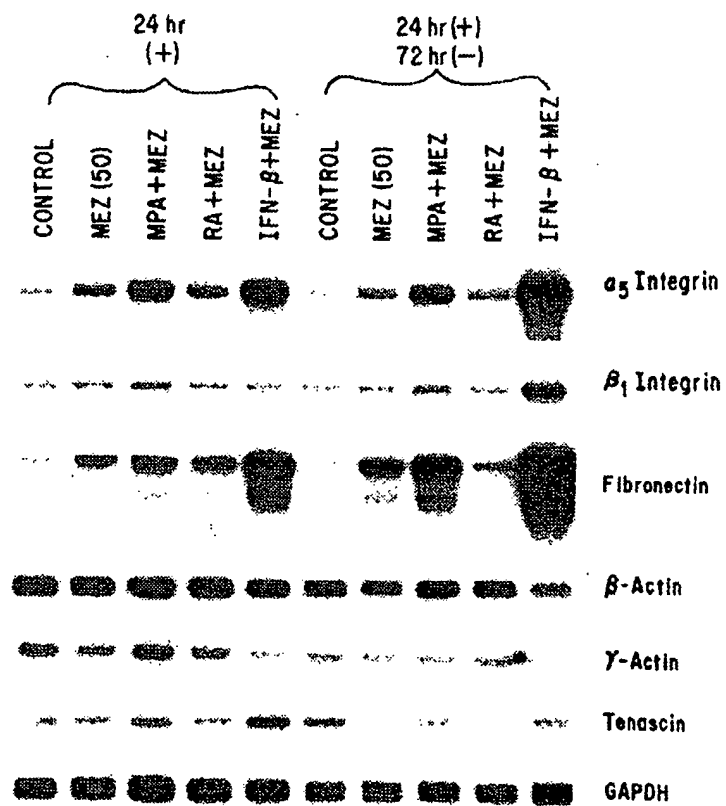 24 hr
(+)
24 hr (+)
72 hr (-)
CONTROL
MEZ (50)
MPA+MEZ
RA+MEZ
IFN-β+MEZ
CONTROL
MEZ (50)
MPA+MEZ
RA+MEZ
IFN-β+MEZ
α5 Integrin
β1 Integrin
Fibronectin
β-Actin
γ-Actin
Tenascin
GAPDH